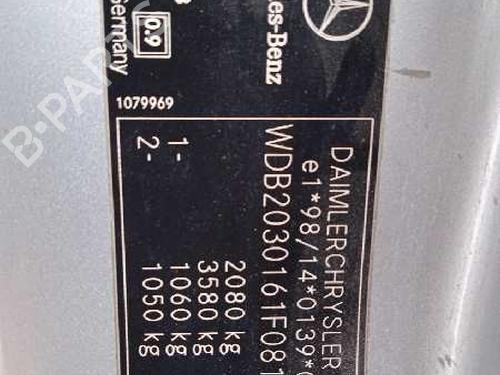 DAIMLERCHRYSLER
e1*98/14*0139*
WDB2030161F081
2080 kg
3580 kg
1- 1060 kg
2- 1050 kg
es-Benz
0.9
Germany
1079969
B-PARTS